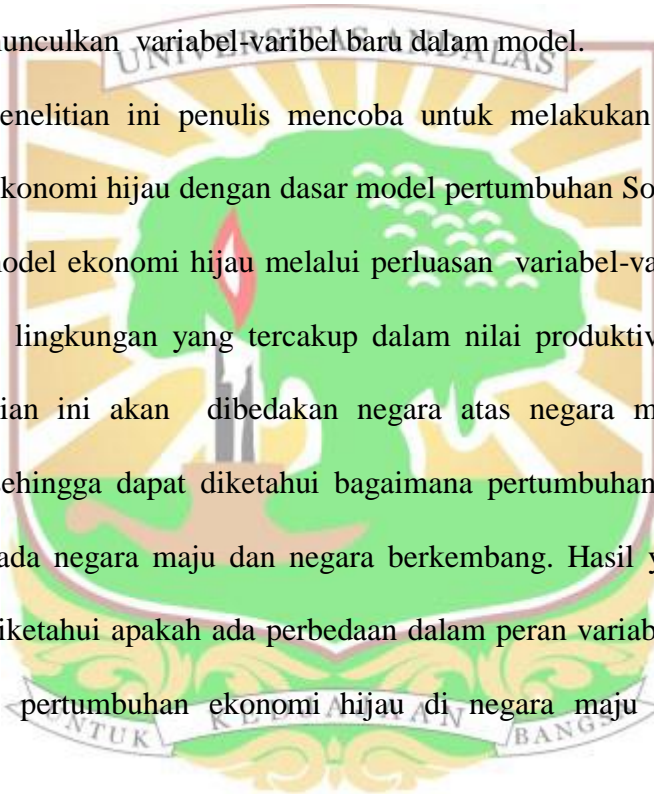 unculkan variabel-varibel baru dalam model.
UNIVERSITAS ANDALAS
enelitian ini penulis mencoba untuk melakukan
konomi hijau dengan dasar model pertumbuhan So
odel ekonomi hijau melalui perluasan variabel-va
lingkungan yang tercakup dalam nilai produktiv
ian ini akan dibedakan negara atas negara m
sehingga dapat diketahui bagaimana pertumbuhan
ada negara maju dan negara berkembang. Hasil y
iketahui apakah ada perbedaan dalam peran variab
pertumbuhan ekonomi hijau di negara maju
UNTUK KEDJAJAAN BANGSA